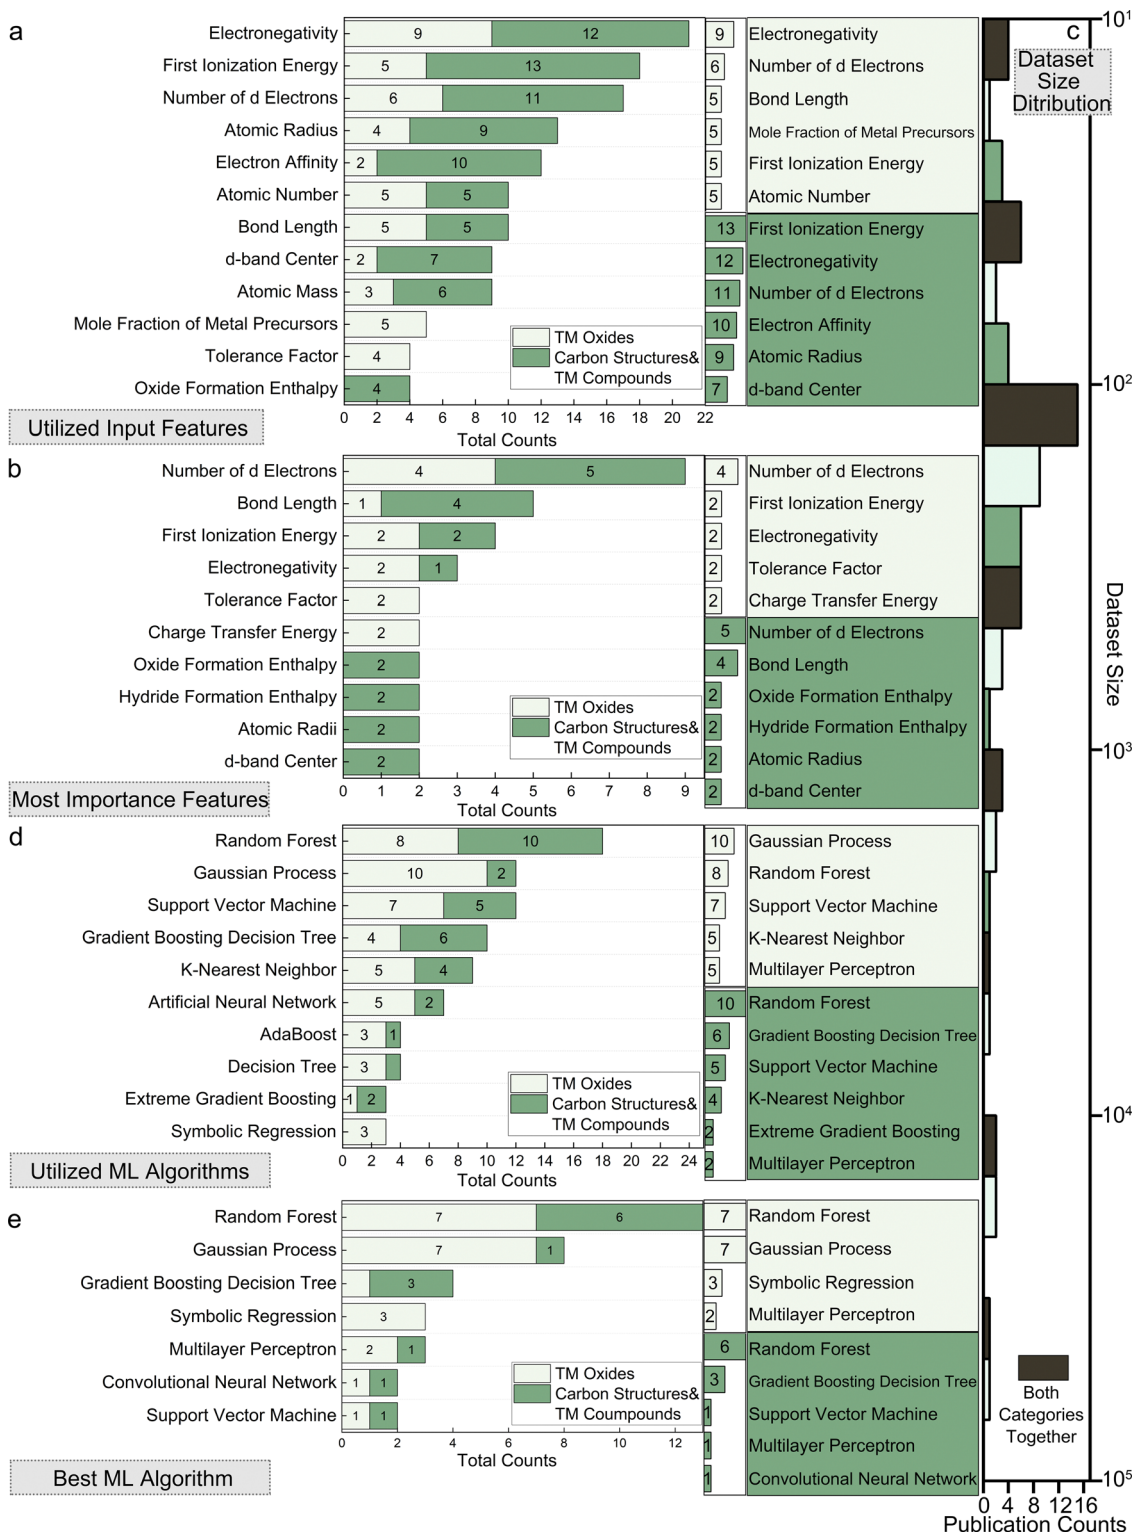 a
Electronegativity
9
12
First Ionization Energy
5
13
Number of d Electrons
6
11
Atomic Radius
4
9
Electron Affinity
2
10
Atomic Number
5
5
Bond Length
5
5
d-band Center
2
7
Atomic Mass
3
6
Mole Fraction of Metal Precursors
5
Tolerance Factor
4
Oxide Formation Enthalpy
4
TM Oxides
Carbon Structures&
TM Compounds
0 2 4 6 8 10 12 14 16 18 20 22
Total Counts
Utilized Input Features
9 Electronegativity
6 Number of d Electrons
5 Bond Length
5 Mole Fraction of Metal Precursors
5 First Ionization Energy
5 Atomic Number
13 First Ionization Energy
12 Electronegativity
11 Number of d Electrons
10 Electron Affinity
9 Atomic Radius
7 d-band Center
b
Number of d Electrons
4
5
Bond Length
1
4
First Ionization Energy
2
2
Electronegativity
2
1
Tolerance Factor
2
Charge Transfer Energy
2
Oxide Formation Enthalpy
2
Hydride Formation Enthalpy
2
Atomic Radii
2
d-band Center
2
TM Oxides
Carbon Structures&
TM Compounds
0 1 2 3 4 5 6 7 8 9
Total Counts
Most Importance Features
4 Number of d Electrons
2 First Ionization Energy
2 Electronegativity
2 Tolerance Factor
2 Charge Transfer Energy
5 Number of d Electrons
4 Bond Length
2 Oxide Formation Enthalpy
2 Hydride Formation Enthalpy
2 Atomic Radius
2 d-band Center
d
Random Forest
8
10
Gaussian Process
10
2
Support Vector Machine
7
5
Gradient Boosting Decision Tree
4
6
K-Nearest Neighbor
5
4
Artificial Neural Network
5
2
AdaBoost
3
1
Decision Tree
3
Extreme Gradient Boosting
1
2
Symbolic Regression
3
TM Oxides
Carbon Structures&
TM Compounds
0 2 4 6 8 10 12 14 16 18 20 22 24
Total Counts
Utilized ML Algorithms
10 Gaussian Process
8 Random Forest
7 Support Vector Machine
5 K-Nearest Neighbor
5 Multilayer Perceptron
10 Random Forest
6 Gradient Boosting Decision Tree
5 Support Vector Machine
4 K-Nearest Neighbor
2 Extreme Gradient Boosting
2 Multilayer Perceptron
e
Random Forest
7
6
Gaussian Process
7
1
Gradient Boosting Decision Tree
3
Symbolic Regression
3
Multilayer Perceptron
2
1
Convolutional Neural Network
1
1
Support Vector Machine
1
1
TM Oxides
Carbon Structures&
TM Coumpounds
0 2 4 6 8 10 12
Total Counts
Best ML Algorithm
7 Random Forest
7 Gaussian Process
3 Symbolic Regression
2 Multilayer Perceptron
6 Random Forest
3 Gradient Boosting Decision Tree
1 Support Vector Machine
1 Multilayer Perceptron
1 Convolutional Neural Network
c
Dataset
Size
Ditribution
10¹
10²
10³
10⁴
10⁵
Dataset Size
Both
Categories
Together
0 4 8 12 16
Publication Counts